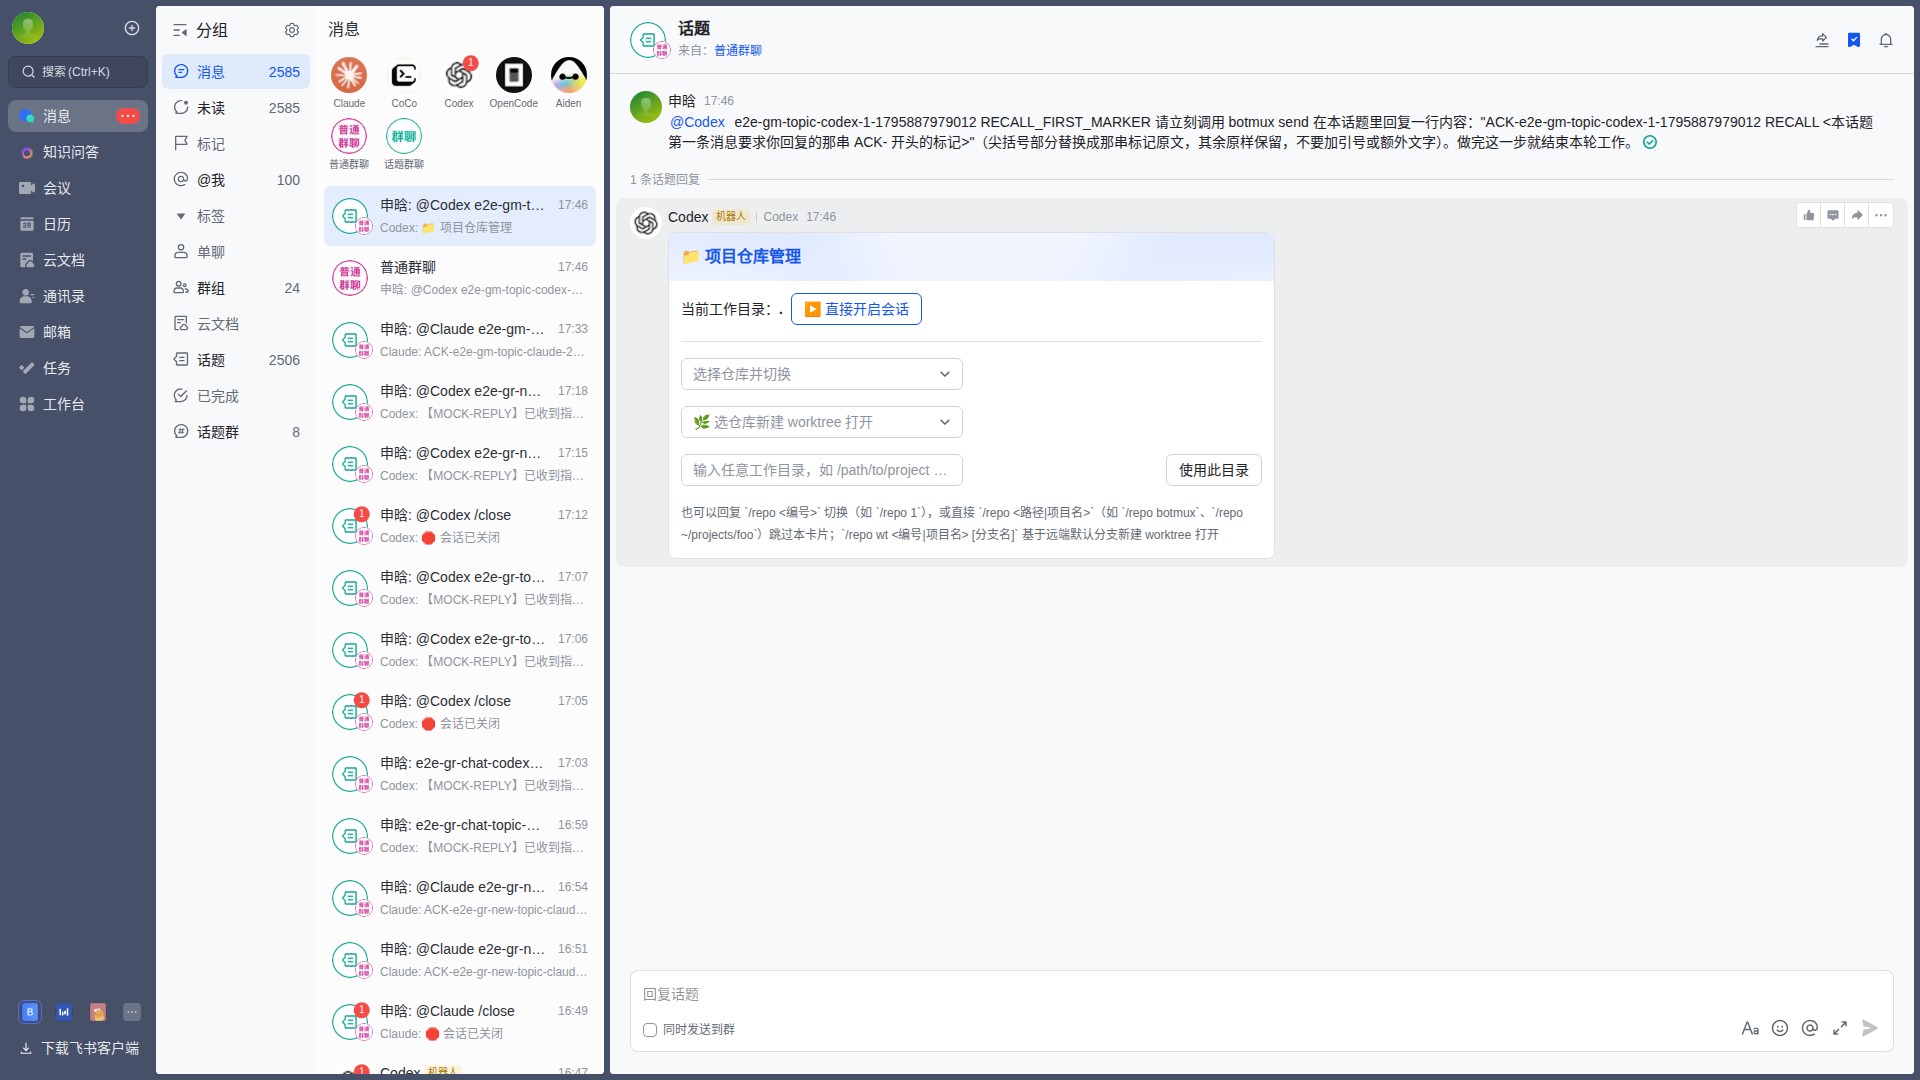 搜索 (Ctrl+K)
消息
知识问答
会议
日历
云文档
通讯录
邮箱
任务
工作台
下载飞书客户端
分组
消息 2585
未读 2585
标记
@我 100
标签
单聊
群组 24
云文档
话题 2506
已完成
话题群 8
消息
1
Claude CoCo Codex OpenCode Aiden
普通
群聊
群聊
普通群聊 话题群聊
申晗: @Codex e2e-gm-t... 17:46
Codex: 📁 项目仓库管理
普通群聊 17:46
申晗: @Codex e2e-gm-topic-codex-...
申晗: @Claude e2e-gm-... 17:33
Claude: ACK-e2e-gm-topic-claude-2...
申晗: @Codex e2e-gr-n... 17:18
Codex: 【MOCK-REPLY】已收到指...
申晗: @Codex e2e-gr-n... 17:15
Codex: 【MOCK-REPLY】已收到指...
1
申晗: @Codex /close 17:12
Codex: 🛑 会话已关闭
申晗: @Codex e2e-gr-to... 17:07
Codex: 【MOCK-REPLY】已收到指...
申晗: @Codex e2e-gr-to... 17:06
Codex: 【MOCK-REPLY】已收到指...
1
申晗: @Codex /close 17:05
Codex: 🛑 会话已关闭
申晗: e2e-gr-chat-codex... 17:03
Codex: 【MOCK-REPLY】已收到指...
申晗: e2e-gr-chat-topic-... 16:59
Codex: 【MOCK-REPLY】已收到指...
申晗: @Claude e2e-gr-n... 16:54
Claude: ACK-e2e-gr-new-topic-claud...
申晗: @Claude e2e-gr-n... 16:51
Claude: ACK-e2e-gr-new-topic-claud...
1
申晗: @Claude /close 16:49
Claude: 🛑 会话已关闭
1
Codex 机器人 16:47
话题
来自：普通群聊
申晗 17:46
@Codex e2e-gm-topic-codex-1-1795887979012 RECALL_FIRST_MARKER 请立刻调用 botmux send 在本话题里回复一行内容："ACK-e2e-gm-topic-codex-1-1795887979012 RECALL <本话题
第一条消息要求你回复的那串 ACK- 开头的标记>"（尖括号部分替换成那串标记原文，其余原样保留，不要加引号或额外文字）。做完这一步就结束本轮工作。
1 条话题回复
Codex 机器人 | Codex 17:46
📁 项目仓库管理
当前工作目录：. ▶️ 直接开启会话
选择仓库并切换
🌿 选仓库新建 worktree 打开
输入任意工作目录，如 /path/to/project ... 使用此目录
也可以回复 `/repo <编号>` 切换（如 `/repo 1`），或直接 `/repo <路径|项目名>`（如 `/repo botmux`、`/repo
~/projects/foo`）跳过本卡片；`/repo wt <编号|项目名> [分支名]` 基于远端默认分支新建 worktree 打开
回复话题
同时发送到群